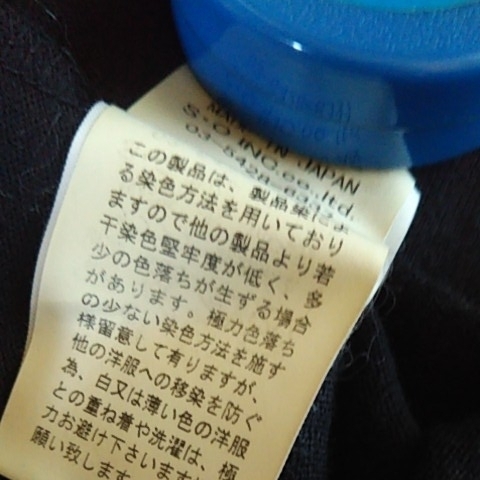 MADE IN JAPAN
S.O INC.co.,ltd.
03-5428-
この製品は、製品染によ
る染色方法を用いており
ますので他の製品より若
干染色堅牢度が低く、多
少の色落ちが生ずる場合
があります。極力色落ち
の少ない染色方法を施す
様留意して有りますが、
他の洋服への移染を防ぐ
為、白又は薄い色の洋服
との重ね着や洗濯は、極
力お避け下さいます
願い致します。